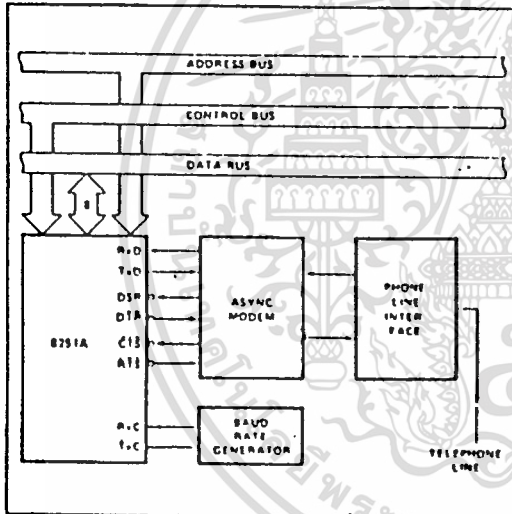 ADDRESS BUS
CONTROL BUS
DATA BUS
8
8251A
RxD
TxD
DSR
DTR
CTS
RTS
RxC
TxC
ASYNC
MODEM
PHONE
LINE
INTER
FACE
BAUD
RATE
GENERATOR
TELEPHONE
LINE